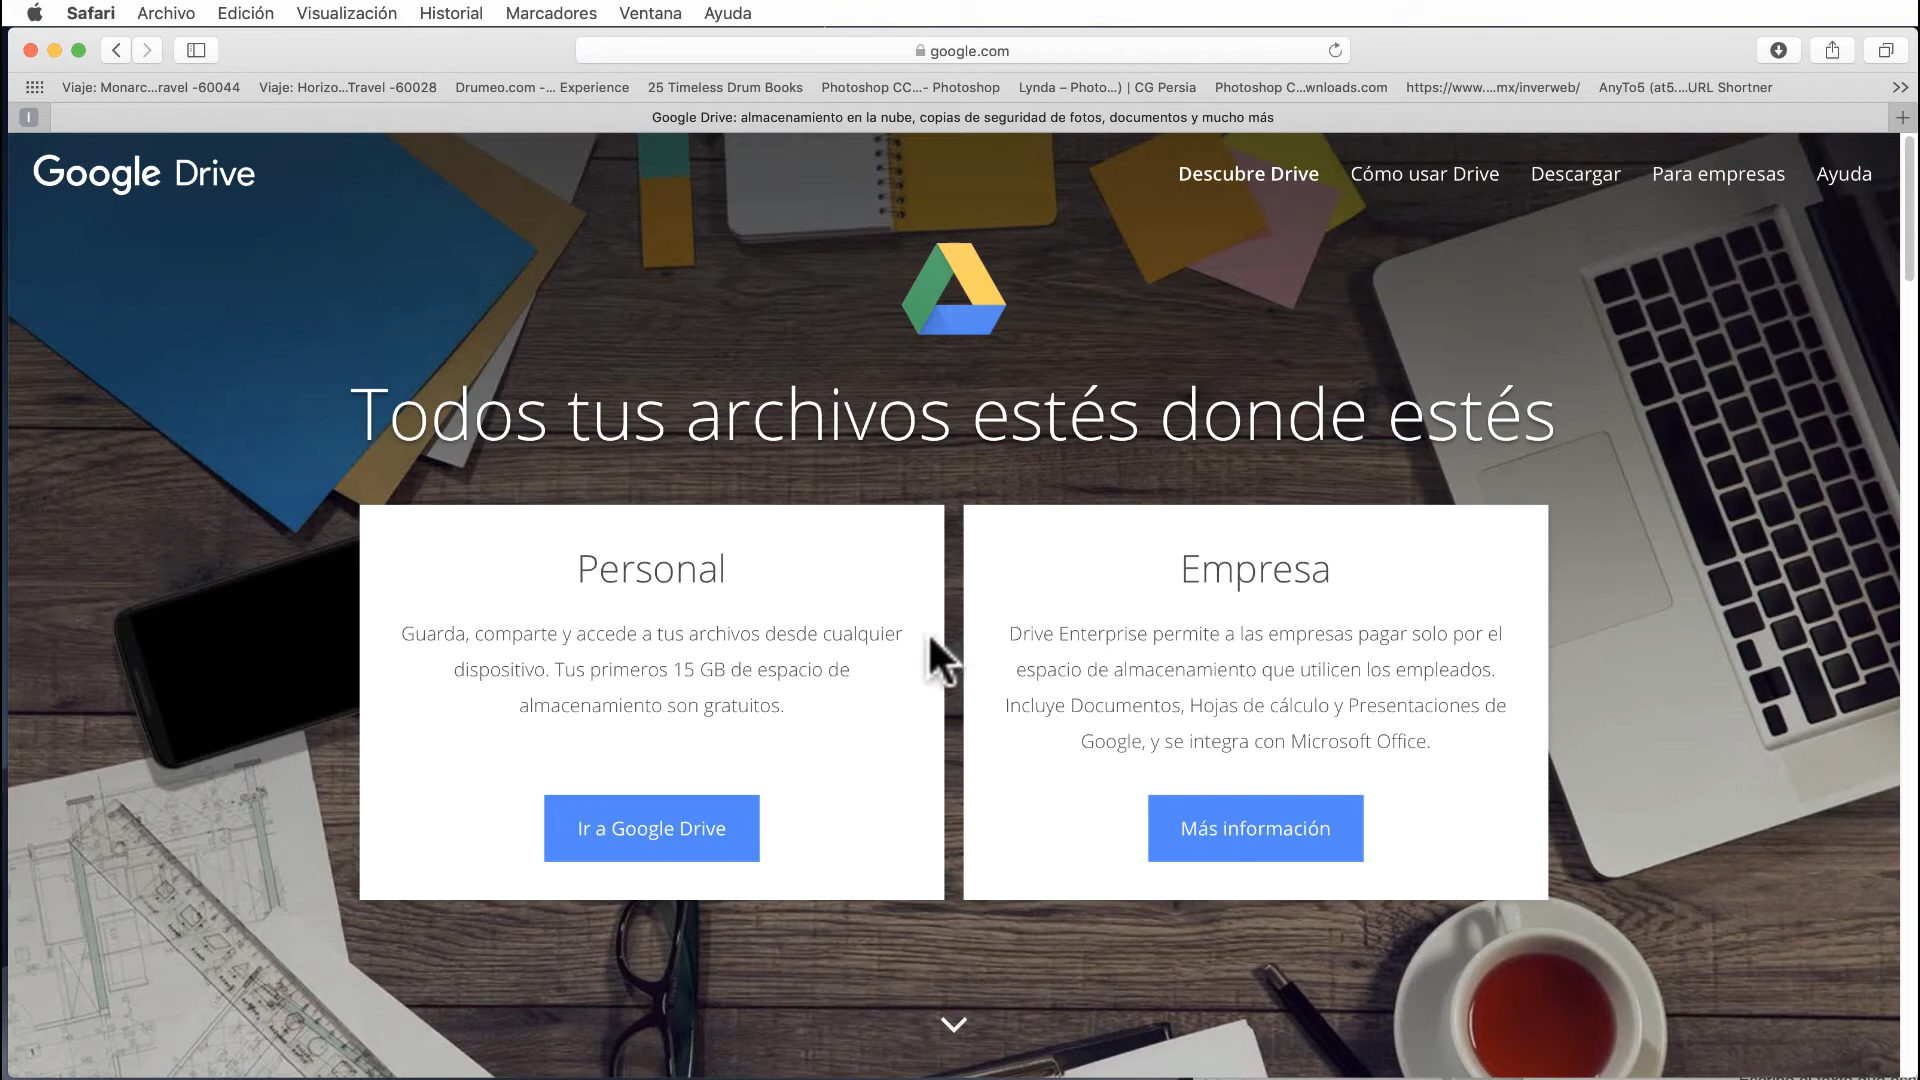 Safari Archivo Edición Visualización Historial Marcadores Ventana Ayuda
google.com
Viaje: Monarc...ravel -60044 Viaje: Horizo...Travel -60028 Drumeo.com -... Experience 25 Timeless Drum Books Photoshop CC...- Photoshop Lynda – Photo...) | CG Persia Photoshop C...wnloads.com https://www....mx/inverweb/ AnyTo5 (at5....URL Shortner
I Google Drive: almacenamiento en la nube, copias de seguridad de fotos, documentos y mucho más
Google Drive Descubre Drive Cómo usar Drive Descargar Para empresas Ayuda
Todos tus archivos estés donde estés
Personal
Guarda, comparte y accede a tus archivos desde cualquier
dispositivo. Tus primeros 15 GB de espacio de
almacenamiento son gratuitos.
Ir a Google Drive
Empresa
Drive Enterprise permite a las empresas pagar solo por el
espacio de almacenamiento que utilicen los empleados.
Incluye Documentos, Hojas de cálculo y Presentaciones de
Google, y se integra con Microsoft Office.
Más información